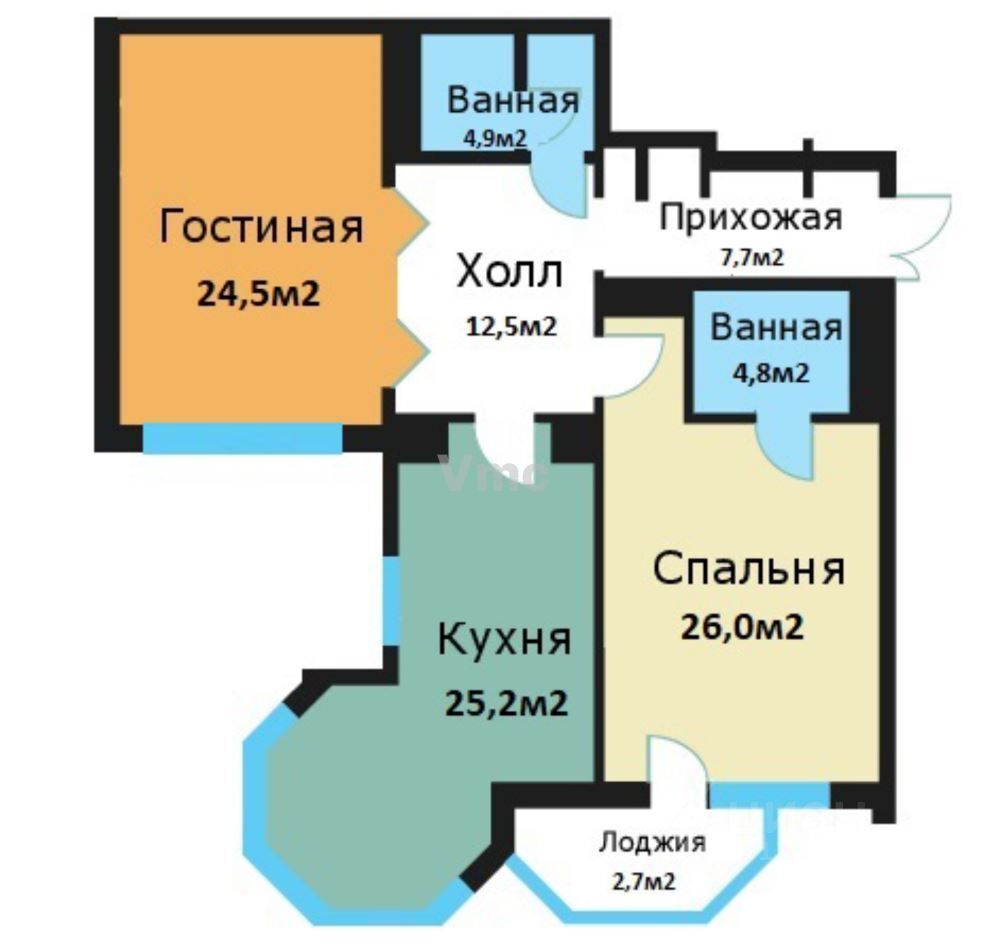 Ванная
4,9м2
Прихожая
7,7м2
Гостиная
24,5м2
Холл
12,5м2
Ванная
4,8м2
Vmc
Спальня
26,0м2
Кухня
25,2м2
Лоджия
2,7м2